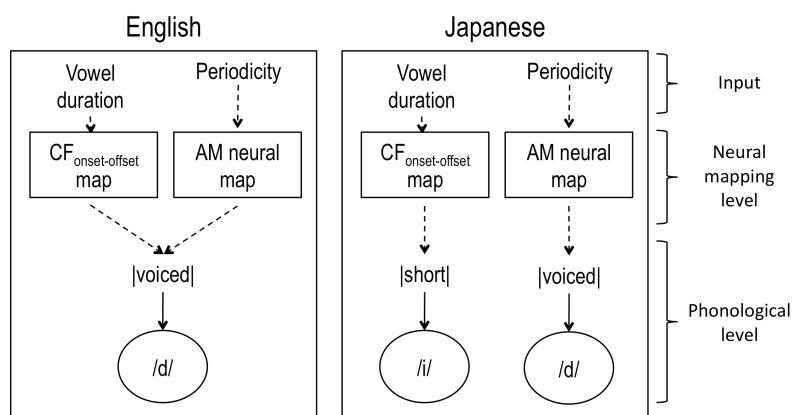 English
Vowel
duration
Periodicity
CFonset-offset
map
AM neural
map
|voiced|
/d/
Japanese
Vowel
duration
Periodicity
CFonset-offset
map
AM neural
map
|short|
|voiced|
/i/
/d/
Input
Neural
mapping
level
Phonological
level